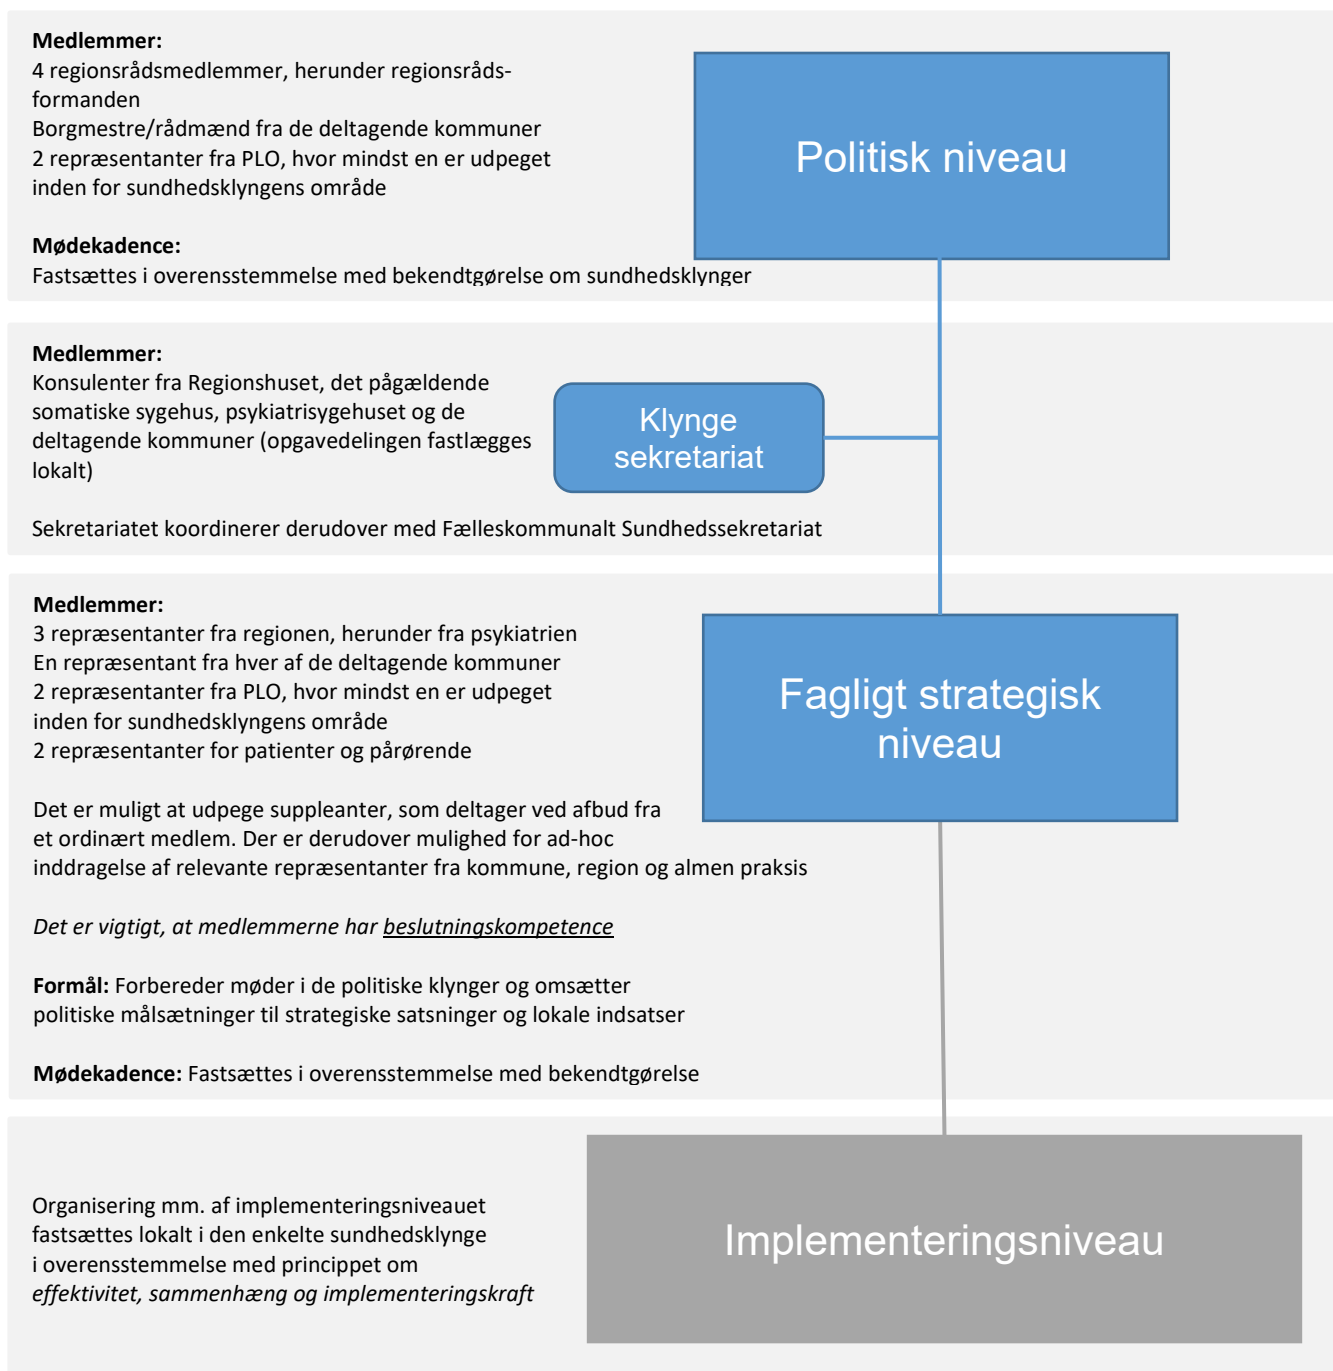 Medlemmer:
4 regionsrådsmedlemmer, herunder regionsråds-
formanden
Borgmestre/rådmænd fra de deltagende kommuner
2 repræsentanter fra PLO, hvor mindst en er udpeget
inden for sundhedsklyngens område
Mødekadence:
Fastsættes i overensstemmelse med bekendtgørelse om sundhedsklynger
Politisk niveau
Medlemmer:
Konsulenter fra Regionshuset, det pågældende
somatiske sygehus, psykiatrisygehuset og de
deltagende kommuner (opgavedelingen fastlægges
lokalt)
Sekretariatet koordinerer derudover med Fælleskommunalt Sundhedssekretariat
Klynge
sekretariat
Medlemmer:
3 repræsentanter fra regionen, herunder fra psykiatrien
En repræsentant fra hver af de deltagende kommuner
2 repræsentanter fra PLO, hvor mindst en er udpeget
inden for sundhedsklyngens område
2 repræsentanter for patienter og pårørende
Det er muligt at udpege suppleanter, som deltager ved afbud fra
et ordinært medlem. Der er derudover mulighed for ad-hoc
inddragelse af relevante repræsentanter fra kommune, region og almen praksis
Det er vigtigt, at medlemmerne har beslutningskompetence
Formål: Forbereder møder i de politiske klynger og omsætter
politiske målsætninger til strategiske satsninger og lokale indsatser
Mødekadence: Fastsættes i overensstemmelse med bekendtgørelse
Fagligt strategisk
niveau
Organisering mm. af implementeringsniveauet
fastsættes lokalt i den enkelte sundhedsklynge
i overensstemmelse med princippet om
effektivitet, sammenhæng og implementeringskraft
Implementeringsniveau